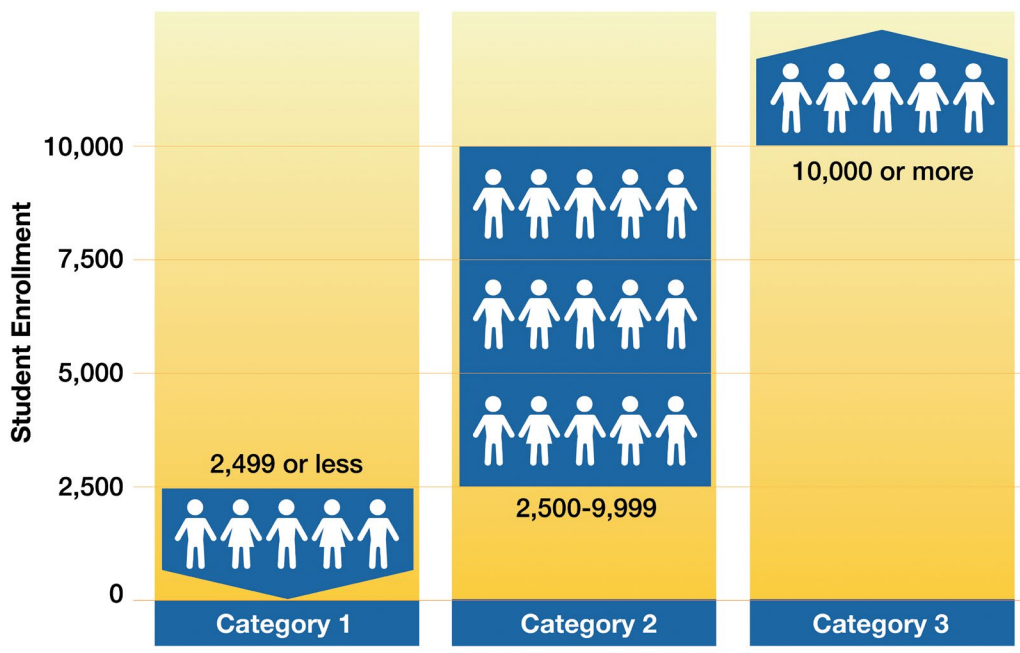 Student Enrollment
10,000
7,500
5,000
2,500
0
2,499 or less
2,500-9,999
10,000 or more
Category 1
Category 2
Category 3